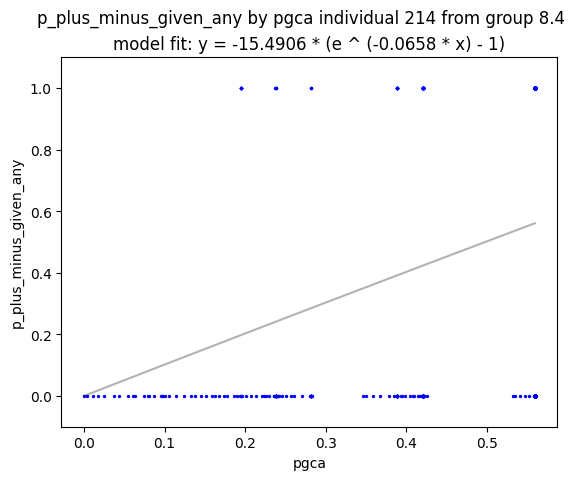 p_plus_minus_given_any by pgca individual 214 from group 8.4
model fit: y = -15.4906 * (e ^ (-0.0658 * x) - 1)
1.0
0.8
0.6
0.4
0.2
0.0
p_plus_minus_given_any
0.0 0.1 0.2 0.3 0.4 0.5
pgca